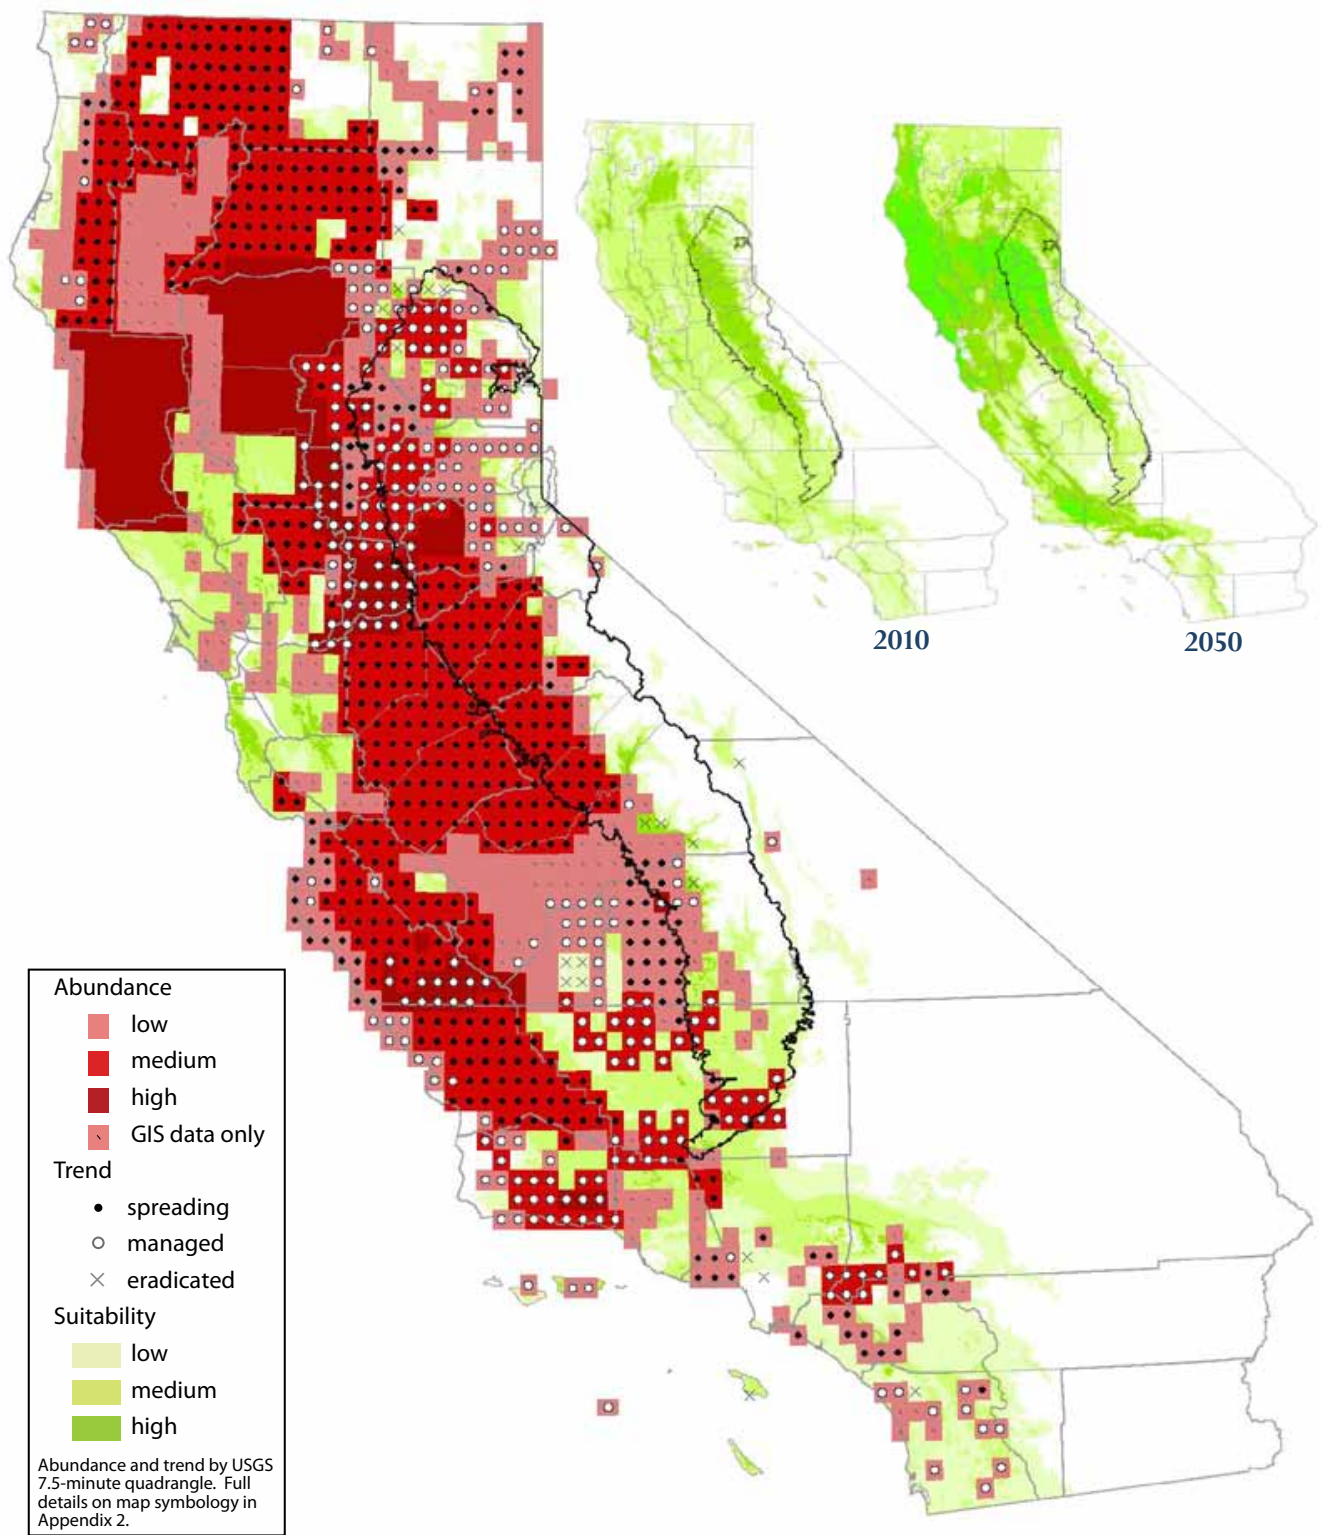 2010
2050
Abundance
low
medium
high
GIS data only
Trend
spreading
managed
eradicated
Suitability
low
medium
high
Abundance and trend by USGS
7.5-minute quadrangle. Full
details on map symbology in
Appendix 2.